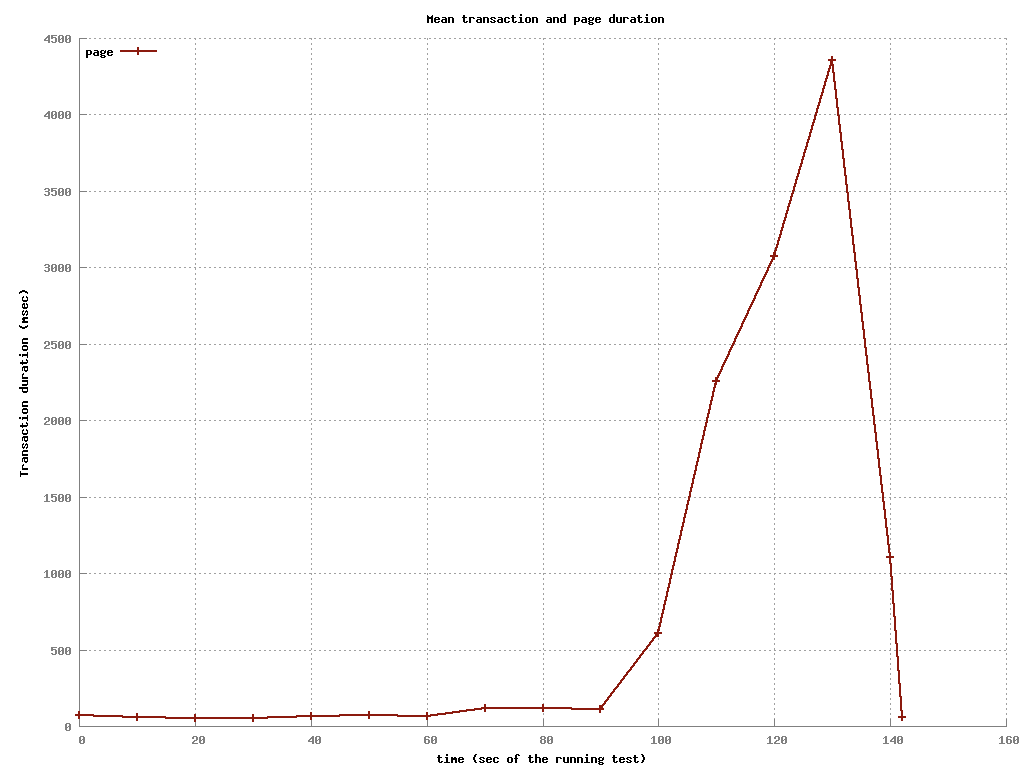 Mean transaction and page duration
page
4500
4000
3500
3000
2500
2000
1500
1000
500
0
Transaction duration (msec)
0 20 40 60 80 100 120 140 160
time (sec of the running test)